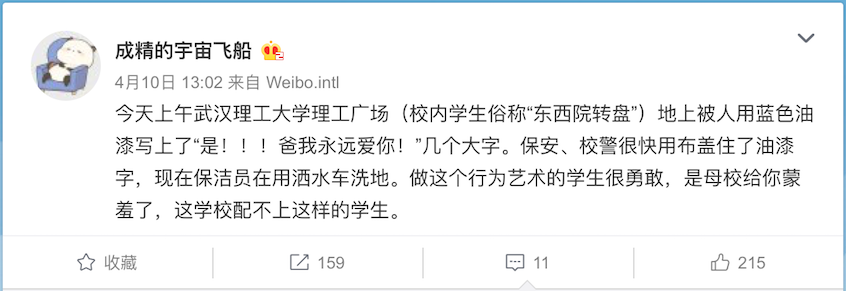 成精的宇宙飞船
4月10日 13:02 来自 Weibo.intl
今天上午武汉理工大学理工广场（校内学生俗称“东西院转盘”）地上被人用蓝色油
漆写上了“是！！！爸我永远爱你！”几个大字。保安、校警很快用布盖住了油漆
字，现在保洁员在用洒水车洗地。做这个行为艺术的学生很勇敢，是母校给你蒙
羞了，这学校配不上这样的学生。
收藏 159 11 215